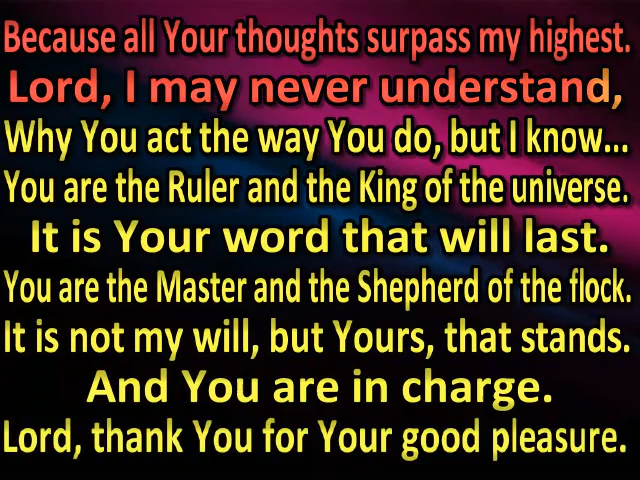 Because all Your thoughts surpass my highest.
Lord, I may never understand,
Why You act the way You do, but I know...
You are the Ruler and the King of the universe.
It is Your word that will last.
You are the Master and the Shepherd of the flock.
It is not my will, but Yours, that stands.
And You are in charge.
Lord, thank You for Your good pleasure.